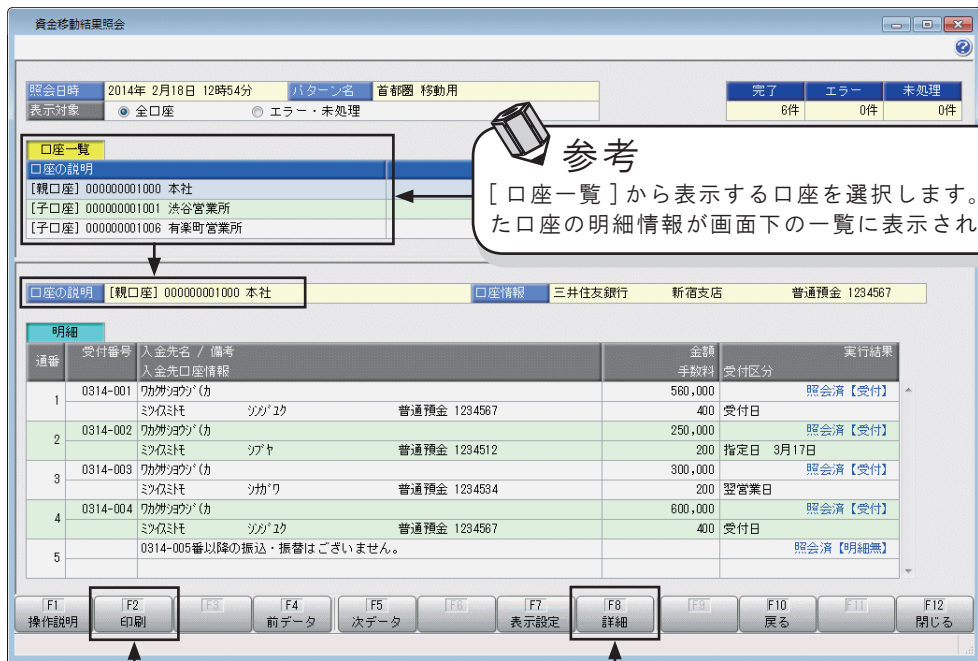 資金移動結果照会
照会日時 2014年 2月18日 12時54分 パターン名 首都圏 移動用 完了 エラー 未処理
表示対象 全口座 エラー・未処理 6件 0件 0件
口座一覧
口座の説明
[親口座] 000000001000 本社
[子口座] 000000001001 渋谷営業所
[子口座] 000000001006 有楽町営業所
参考
[口座一覧]から表示する口座を選択します。
た口座の明細情報が画面下の一覧に表示され
口座の説明 [親口座] 000000001000 本社 口座情報 三井住友銀行 新宿支店 普通預金 1234567
明細
通番 受付番号 入金先名 / 備考 金額 実行結果
入金先口座情報 手数料 受付区分
1 0314-001 ワカサシヨウジ(カ 560,000 照会済【受付】
ミツイスミトモ シンジユク 普通預金 1234567 400 受付日
2 0314-002 ワカサシヨウジ(カ 250,000 照会済【受付】
ミツイスミトモ シブヤ 普通預金 1234512 200 指定日 3月17日
3 0314-003 ワカサシヨウジ(カ 300,000 照会済【受付】
ミツイスミトモ シナガワ 普通預金 1234534 200 翌営業日
4 0314-004 ワカサシヨウジ(カ 600,000 照会済【受付】
ミツイスミトモ シンジユク 普通預金 1234567 400 受付日
5 0314-005番以降の振込・振替はございません。 照会済【明細無】
F1 F2 F3 F4 F5 F6 F7 F8 F9 F10 F11 F12
操作説明 印刷 前データ 次データ 表示設定 詳細 戻る 閉じる